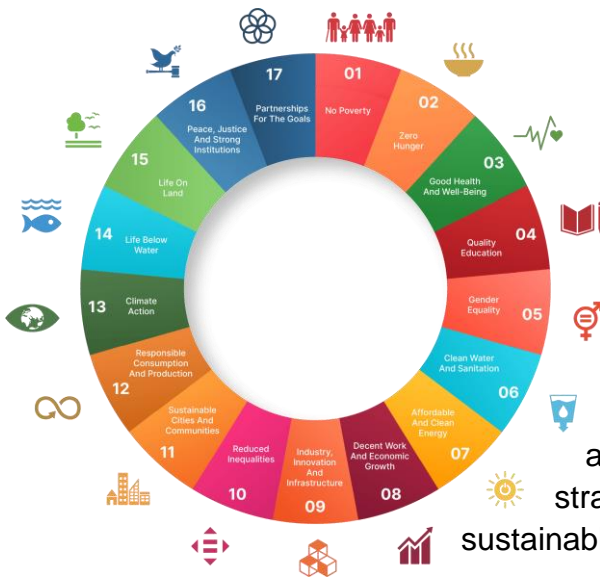 01
No Poverty
02
Zero
Hunger
03
Good Health
And Well-Being
04
Quality
Education
05
Gender
Equality
06
Clean Water
And Sanitation
07
Affordable
And Clean
Energy
08
Decent Work
And Economic
Growth
09
Industry,
Innovation
And
Infrastructure
10
Reduced
Inequalities
11
Sustainable
Cities And
Communities
12
Responsible
Consumption
And Production
13
Climate
Action
14
Life Below
Water
15
Life On
Land
16
Peace, Justice
And Strong
Institutions
17
Partnerships
For The Goals
a
stra
sustainabi